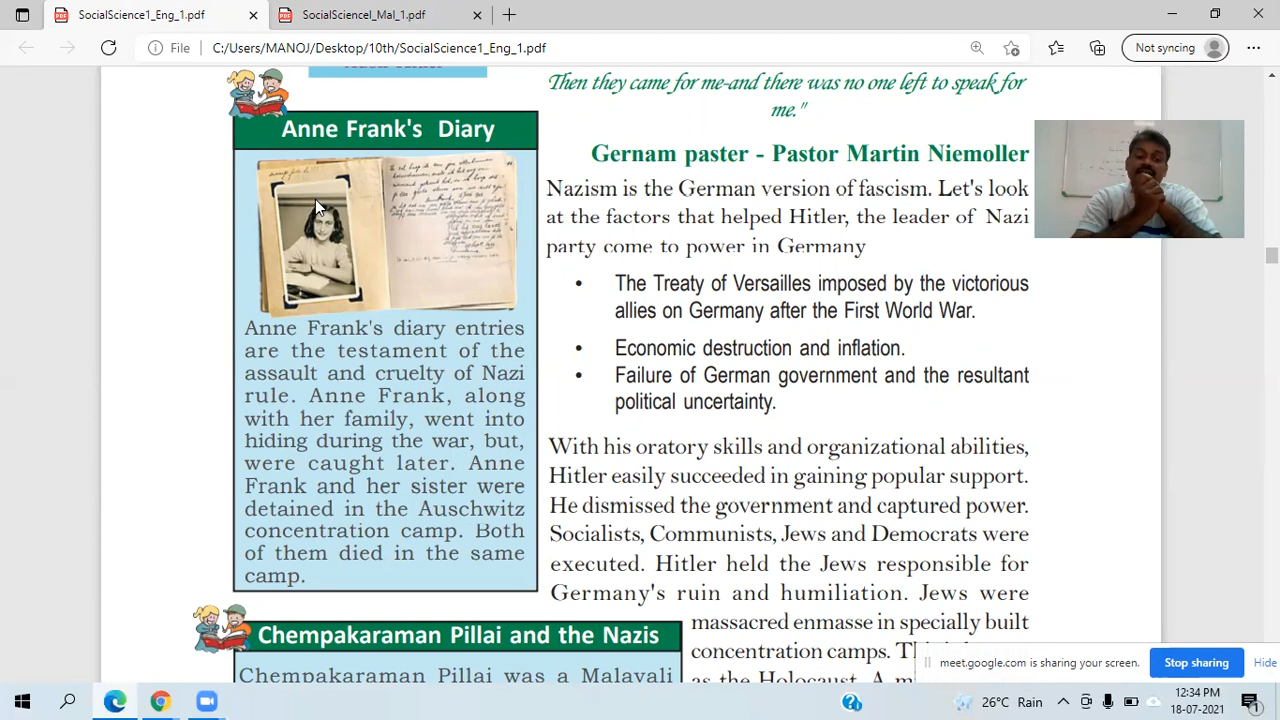 SocialScience1_Eng_1.pdf
SocialScienceI_Mal_1.pdf
File
C:/Users/MANOJ/Desktop/10th/SocialScience1_Eng_1.pdf
Not syncing
Then they came for me-and there was no one left to speak for
me."
Gernam paster - Pastor Martin Niemoller
Anne Frank's Diary
Anne Frank's diary entries
are the testament of the
assault and cruelty of Nazi
rule. Anne Frank, along
with her family, went into
hiding during the war, but,
were caught later. Anne
Frank and her sister were
detained in the Auschwitz
concentration camp. Both
of them died in the same
camp.
Nazism is the German version of fascism. Let's look
at the factors that helped Hitler, the leader of Nazi
party come to power in Germany
• The Treaty of Versailles imposed by the victorious
allies on Germany after the First World War.
• Economic destruction and inflation.
• Failure of German government and the resultant
political uncertainty.
With his oratory skills and organizational abilities,
Hitler easily succeeded in gaining popular support.
He dismissed the government and captured power.
Socialists, Communists, Jews and Democrats were
executed. Hitler held the Jews responsible for
Germany's ruin and humiliation. Jews were
massacred enmasse in specially built
concentration camps.
as the Holocaust. A
Chempakaraman Pillai and the Nazis
Chempakaraman Pillai was a Malayali
meet.google.com is sharing your screen.
Stop sharing
Hide
26°C Rain
12:34 PM
18-07-2021